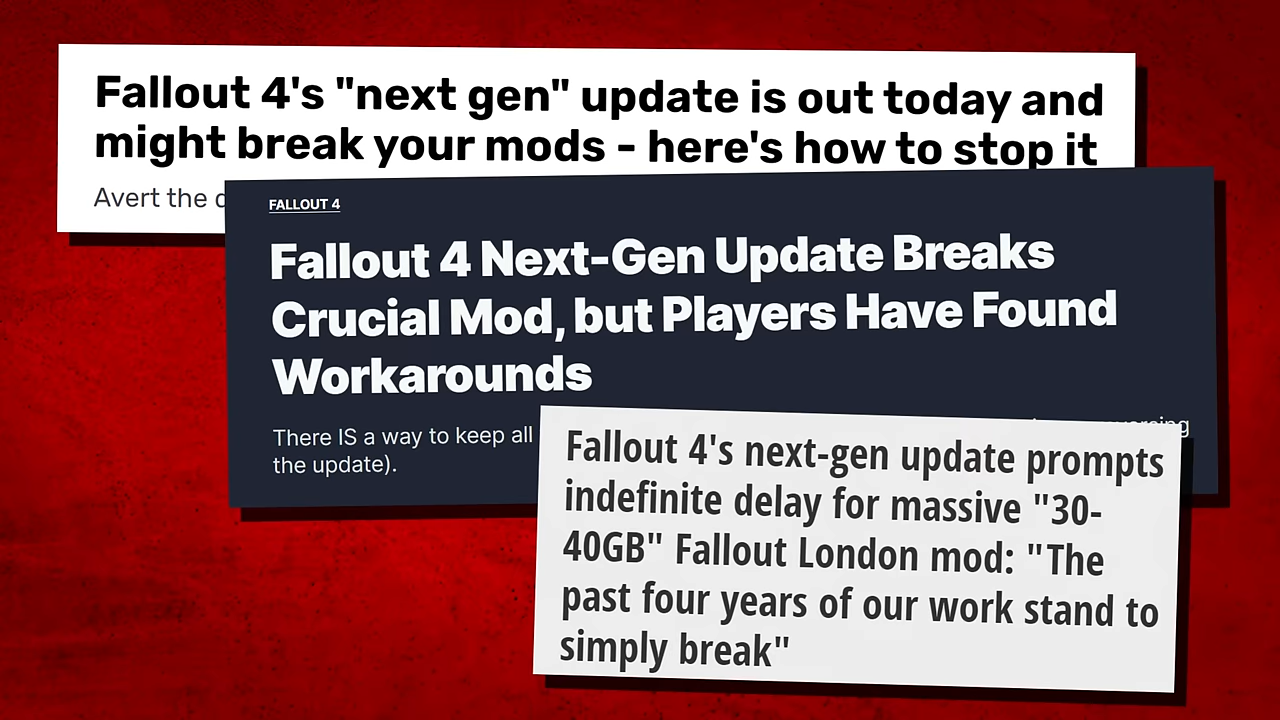 Fallout 4's "next gen" update is out today and
might break your mods - here's how to stop it
Avert the
FALLOUT 4
Fallout 4 Next-Gen Update Breaks
Crucial Mod, but Players Have Found
Workarounds
There IS a way to keep all
the update).
Fallout 4's next-gen update prompts
indefinite delay for massive "30-
40GB" Fallout London mod: "The
past four years of our work stand to
simply break"